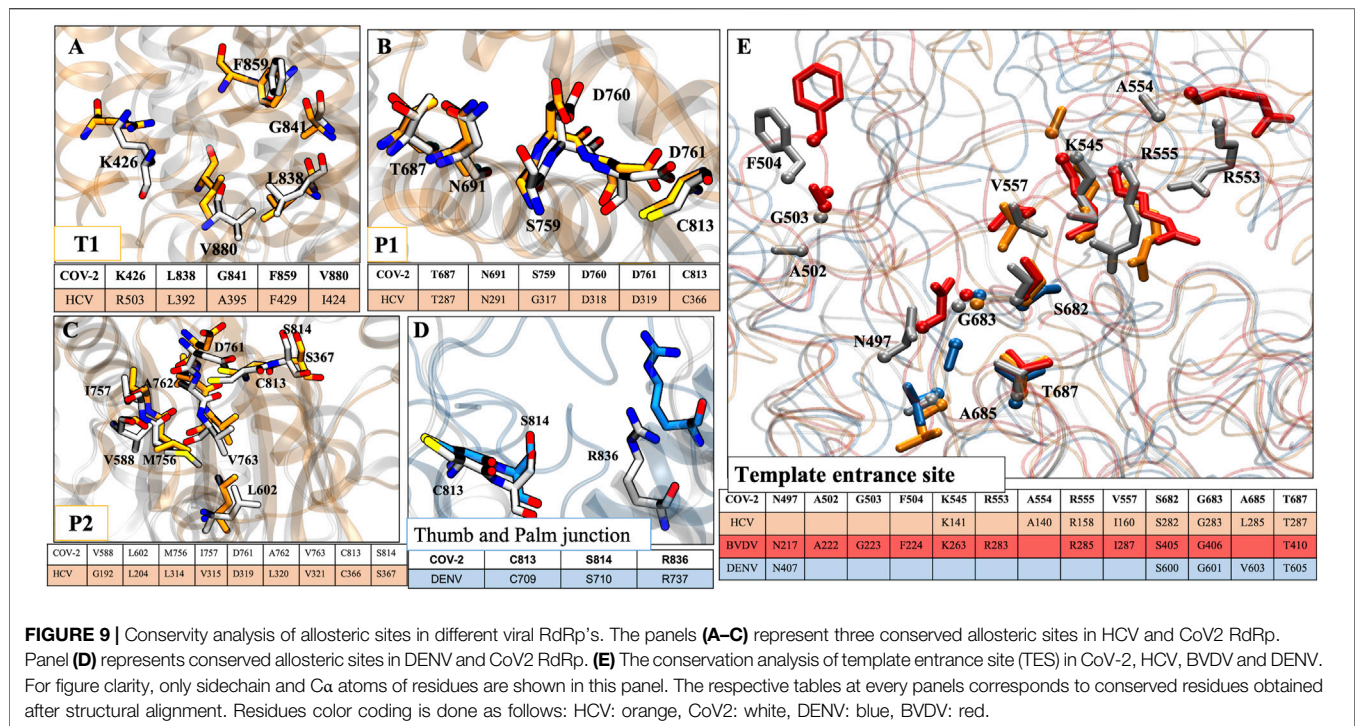 A
F859
K426
G841
L838
V880
T1
COV-2 K426 L838 G841 F859 V880
HCV R503 L392 A395 F429 I424
B
D760
T687
N691
D761
S759
C813
P1
COV-2 T687 N691 S759 D760 D761 C813
HCV T287 N291 G317 D318 D319 C366
C
S814
D761
S367
I757
A762
C813
V588
M756
V763
L602
P2
COV-2 V588 L602 M756 I757 D761 A762 V763 C813 S814
HCV G192 L204 L314 V315 D319 L320 V321 C366 S367
D
S814
R836
C813
Thumb and Palm junction
COV-2 C813 S814 R836
DENV C709 S710 R737
E
A554
K545
R555
F504
R553
V557
G503
A502
G683
S682
N497
T687
A685
Template entrance site
COV-2 N497 A502 G503 F504 K545 R553 A554 R555 V557 S682 G683 A685 T687
HCV K141 A140 R158 I160 S282 G283 L285 T287
BVDV N217 A222 G223 F224 K263 R283 R285 I287 S405 G406 T410
DENV N407 S600 G601 V603 T605
FIGURE 9 | Conservity analysis of allosteric sites in different viral RdRp's. The panels (A–C) represent three conserved allosteric sites in HCV and CoV2 RdRp.
Panel (D) represents conserved allosteric sites in DENV and CoV2 RdRp. (E) The conservation analysis of template entrance site (TES) in CoV-2, HCV, BVDV and DENV.
For figure clarity, only sidechain and Cα atoms of residues are shown in this panel. The respective tables at every panels corresponds to conserved residues obtained
after structural alignment. Residues color coding is done as follows: HCV: orange, CoV2: white, DENV: blue, BVDV: red.